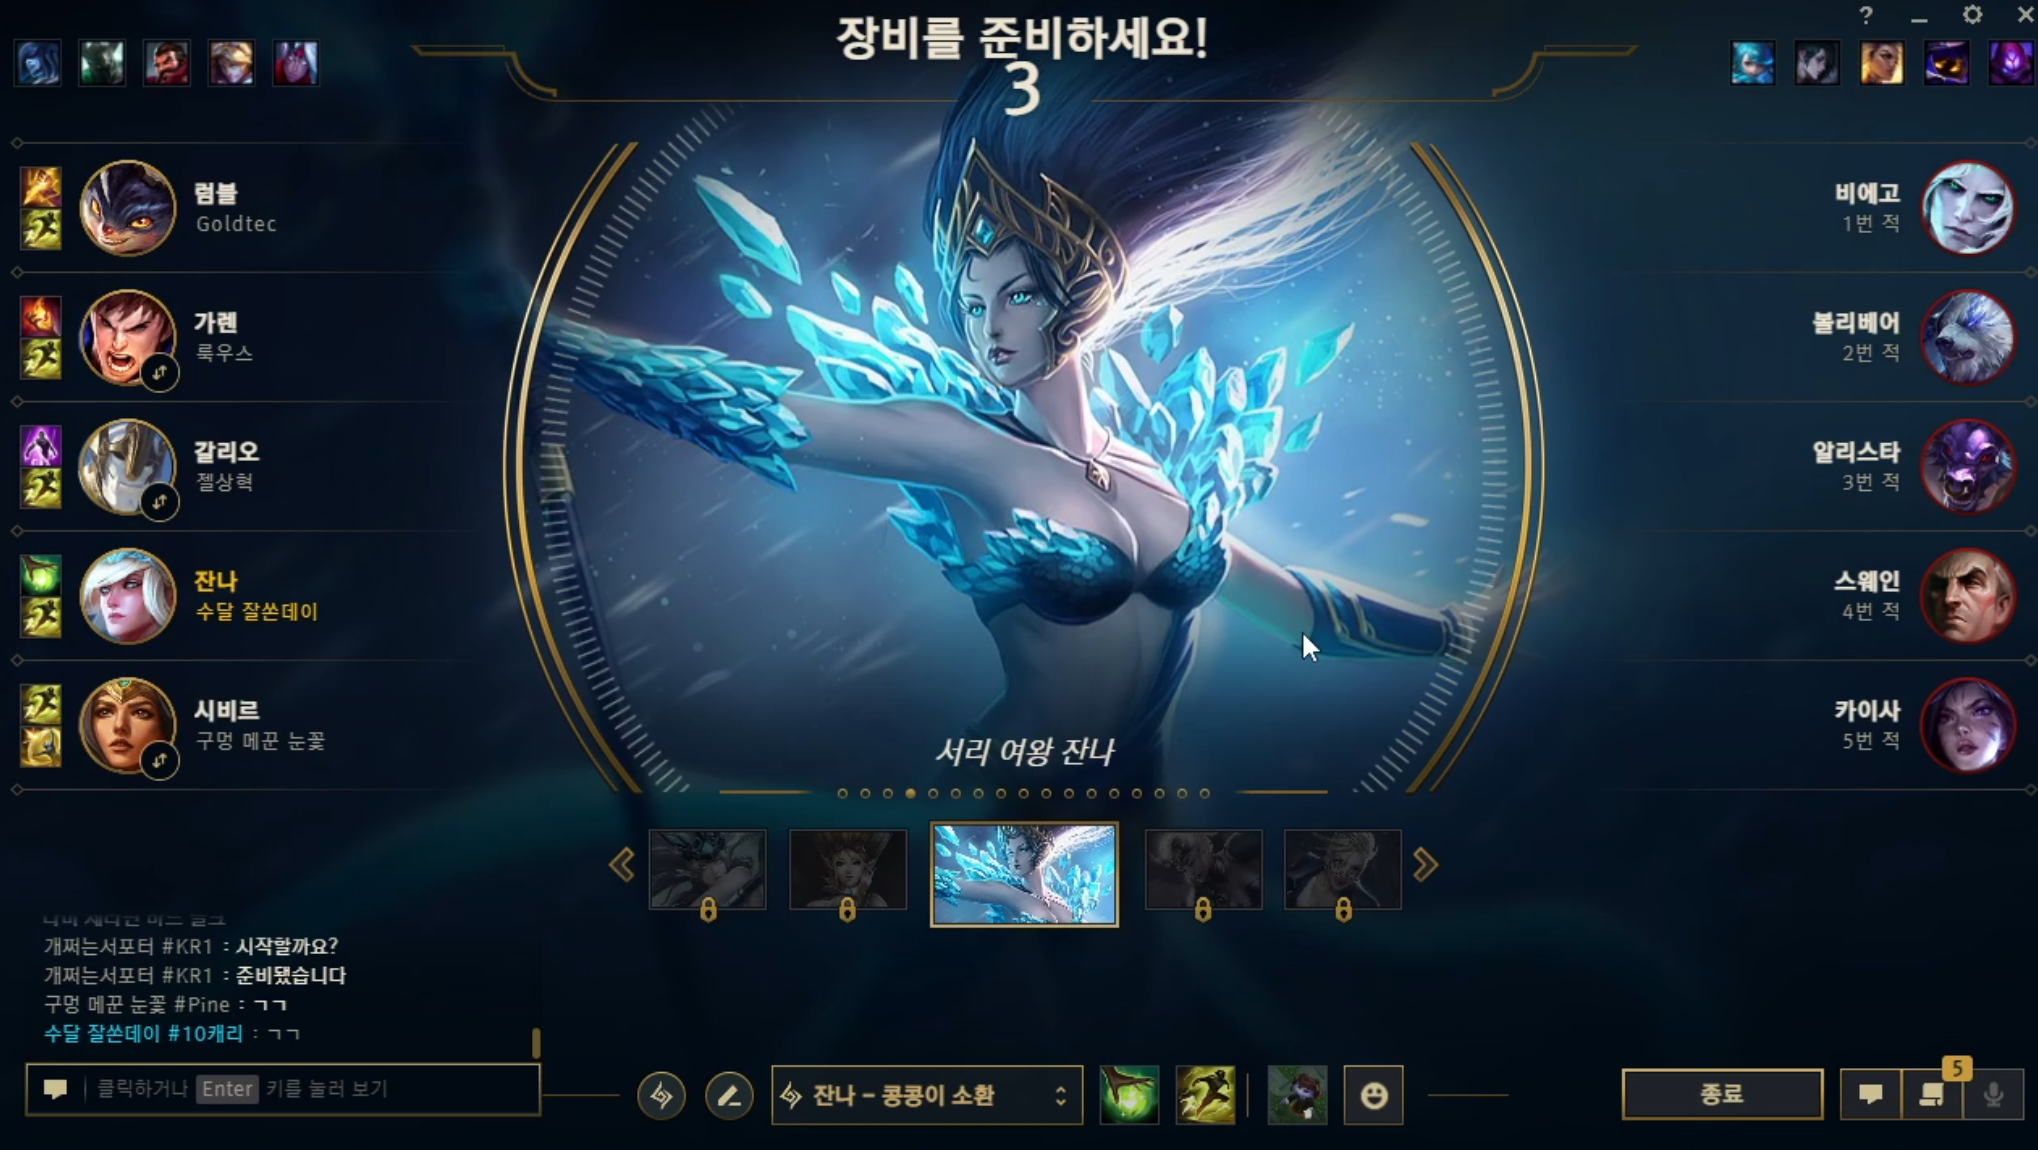 장비를 준비하세요!
3
?
럼블
Goldtec
가렌
룩우스
갈리오
젤상혁
잔나
수달 잘쏜데이
시비르
구멍 메꾼 눈꽃
비에고
1번 적
볼리베어
2번 적
알리스타
3번 적
스웨인
4번 적
카이사
5번 적
서리 여왕 잔나
개쩌는서포터 #KR1 : 시작할까요?
개쩌는서포터 #KR1 : 준비됐습니다
구멍 메꾼 눈꽃 #Pine : ㄱㄱ
수달 잘쏜데이 #10캐리 : ㄱㄱ
클릭하거나 Enter 키를 눌러 보기
잔나 - 콩콩이 소환
종료
5